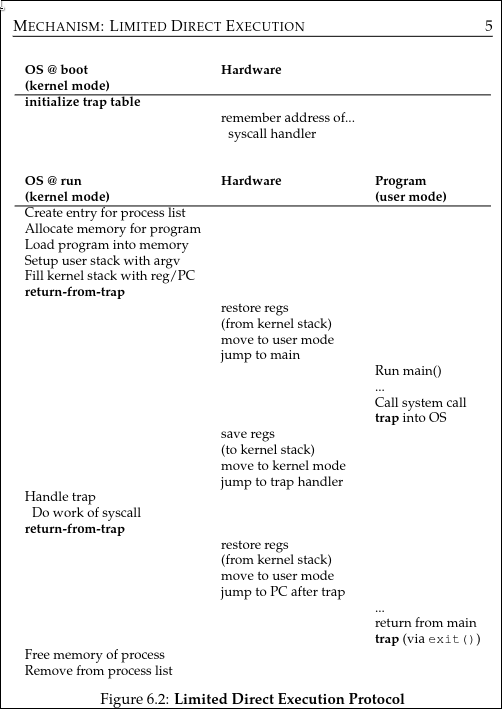 MECHANISM: LIMITED DIRECT EXECUTION 5
OS @ boot Hardware
(kernel mode)
initialize trap table
remember address of...
syscall handler
OS @ run Hardware Program
(kernel mode) (user mode)
Create entry for process list
Allocate memory for program
Load program into memory
Setup user stack with argv
Fill kernel stack with reg/PC
return-from-trap
restore regs
(from kernel stack)
move to user mode
jump to main
Run main()
...
Call system call
trap into OS
save regs
(to kernel stack)
move to kernel mode
jump to trap handler
Handle trap
Do work of syscall
return-from-trap
restore regs
(from kernel stack)
move to user mode
jump to PC after trap
...
return from main
trap (via exit())
Free memory of process
Remove from process list
Figure 6.2: Limited Direct Execution Protocol